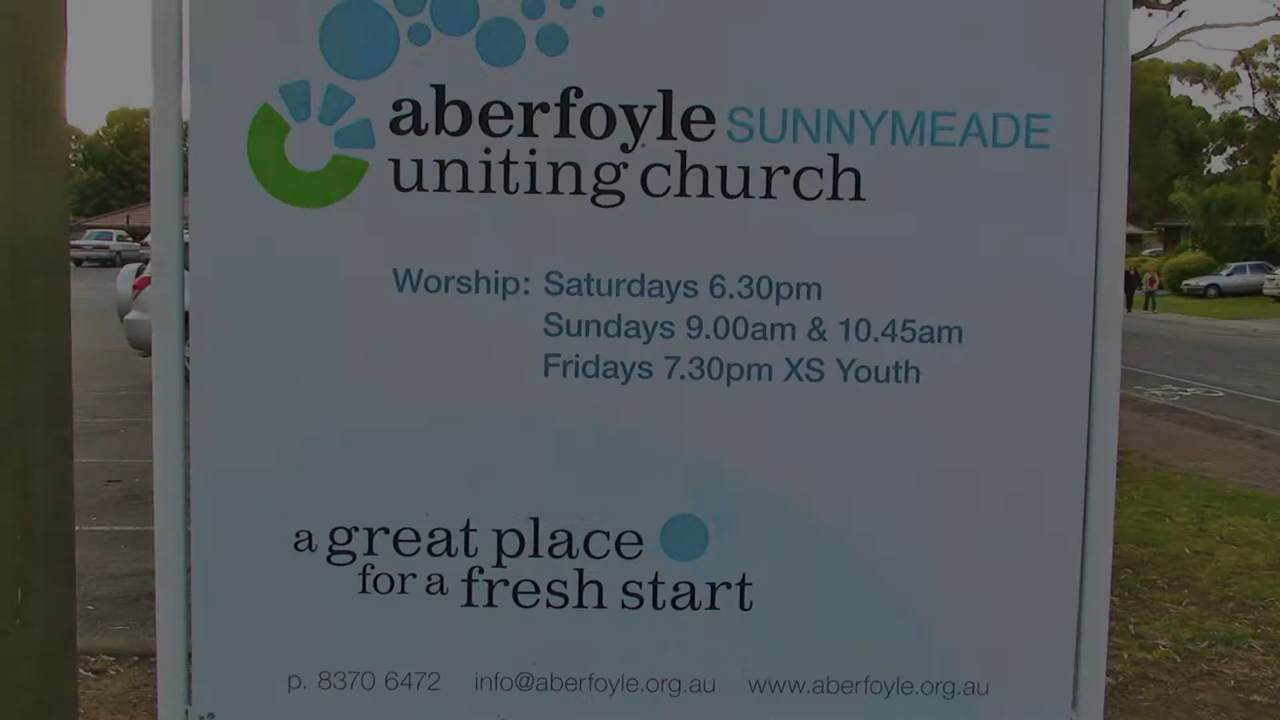 aberfoyle SUNNYMEADE
uniting church
Worship: Saturdays 6.30pm
Sundays 9.00am & 10.45am
Fridays 7.30pm XS Youth
a great place
for a fresh start
p. 8370 6472 info@aberfoyle.org.au www.aberfoyle.org.au